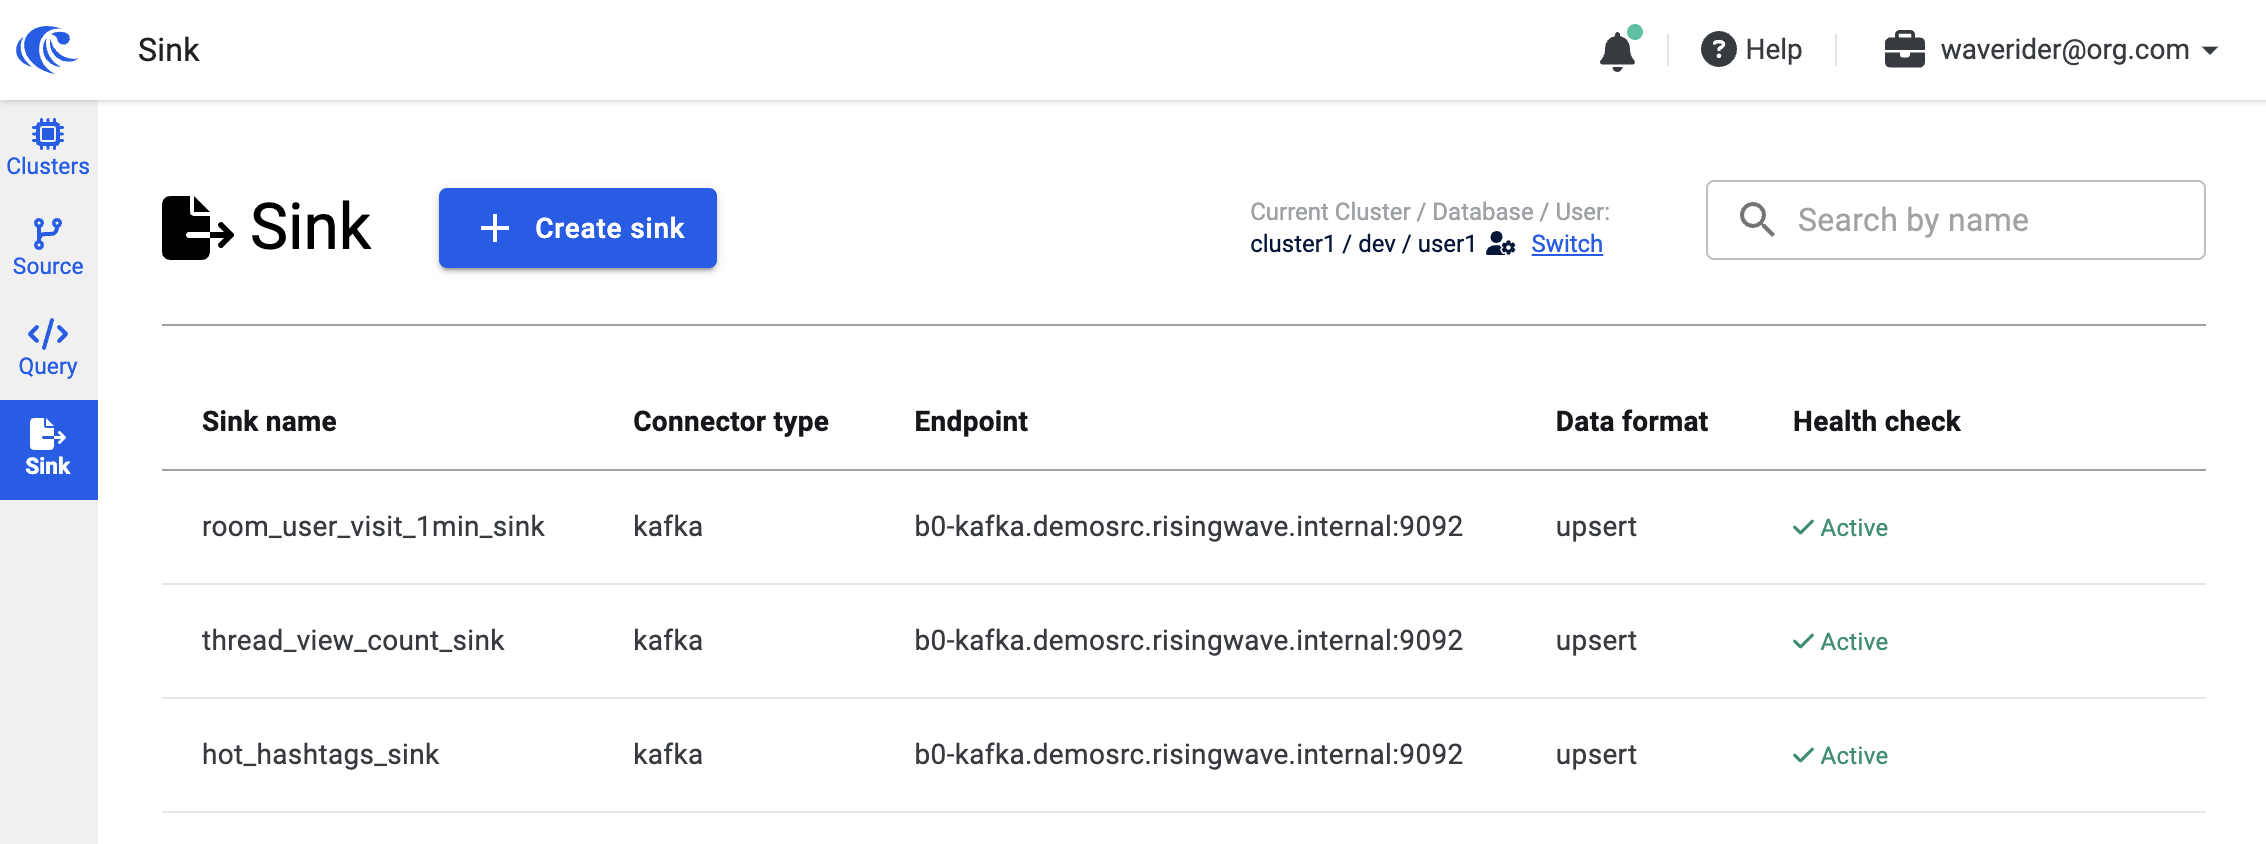 Sink
Help
waverider@org.com
Clusters
Source
Query
Sink
Sink
Create sink
Current Cluster / Database / User:
cluster1 / dev / user1 Switch
Search by name
Sink name Connector type Endpoint Data format Health check
room_user_visit_1min_sink kafka b0-kafka.demosrc.risingwave.internal:9092 upsert Active
thread_view_count_sink kafka b0-kafka.demosrc.risingwave.internal:9092 upsert Active
hot_hashtags_sink kafka b0-kafka.demosrc.risingwave.internal:9092 upsert Active